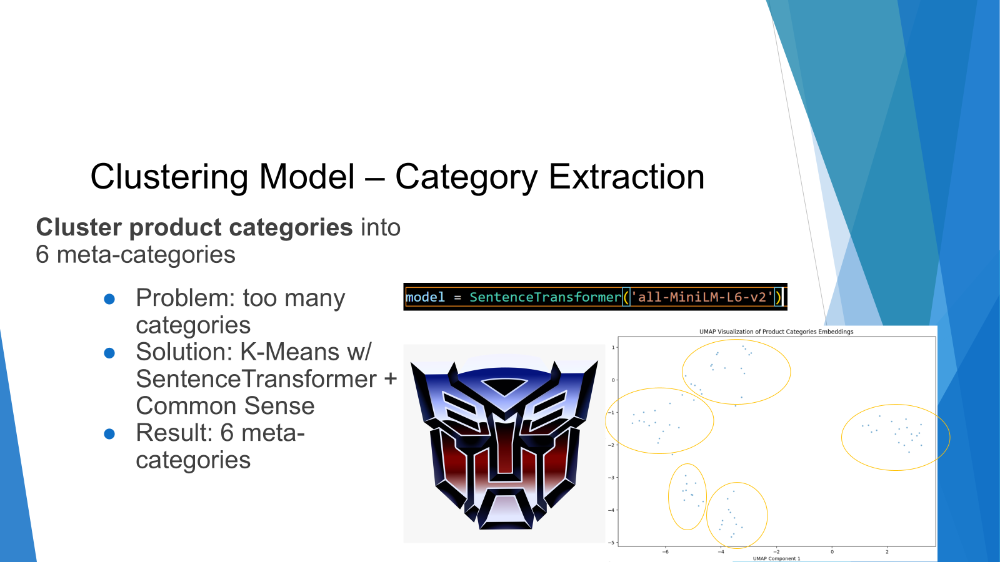 Clustering Model – Category Extraction
Cluster product categories into
6 meta-categories
● Problem: too many
categories
● Solution: K-Means w/
SentenceTransformer +
Common Sense
● Result: 6 meta-
categories
model = SentenceTransformer('all-MiniLM-L6-v2')
UMAP Visualization of Product Categories Embeddings
1
0
−1
−2
−3
−4
−5
−6 −4 −2 0 2
UMAP Component 1